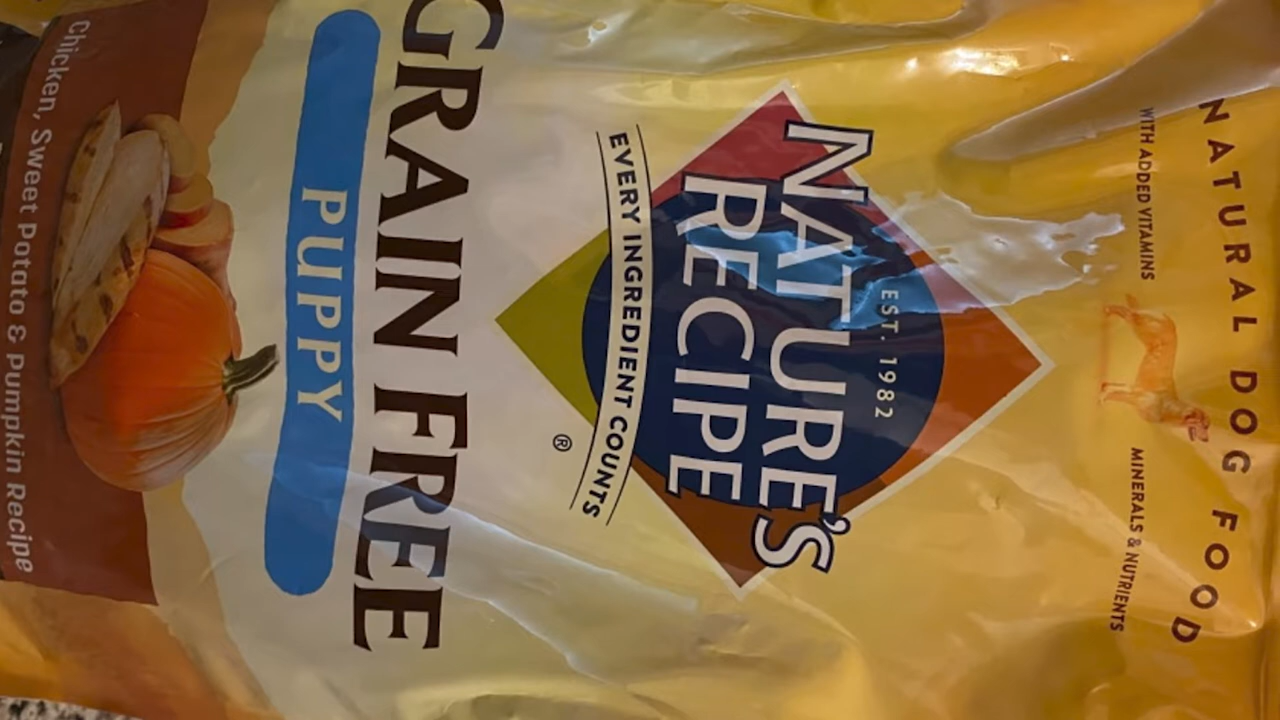 NATURAL DOG FOOD
WITH ADDED VITAMINS
MINERALS & NUTRIENTS
EST. 1982
NATURE'S
RECIPE
EVERY INGREDIENT COUNTS
®
GRAIN FREE
PUPPY
Chicken, Sweet Potato & Pumpkin Recipe